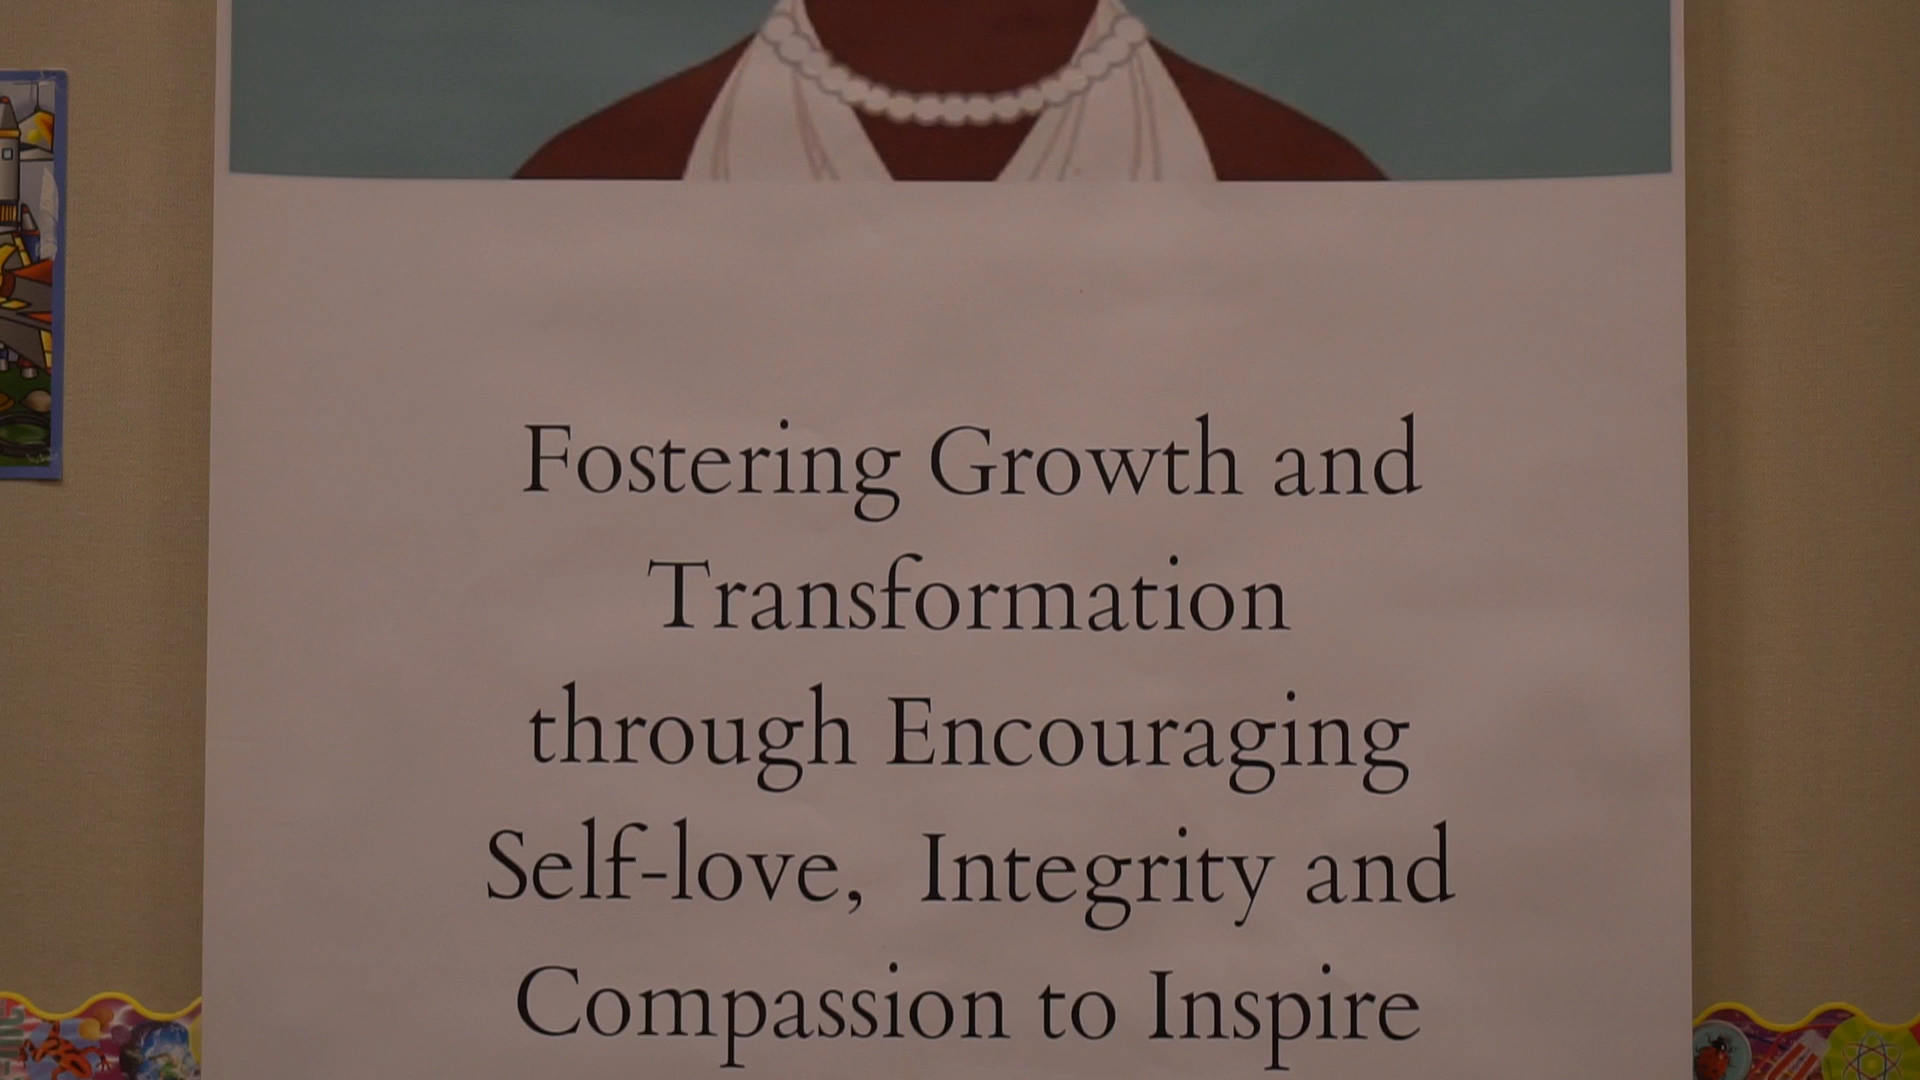 Fostering Growth and
Transformation
through Encouraging
Self-love, Integrity and
Compassion to Inspire